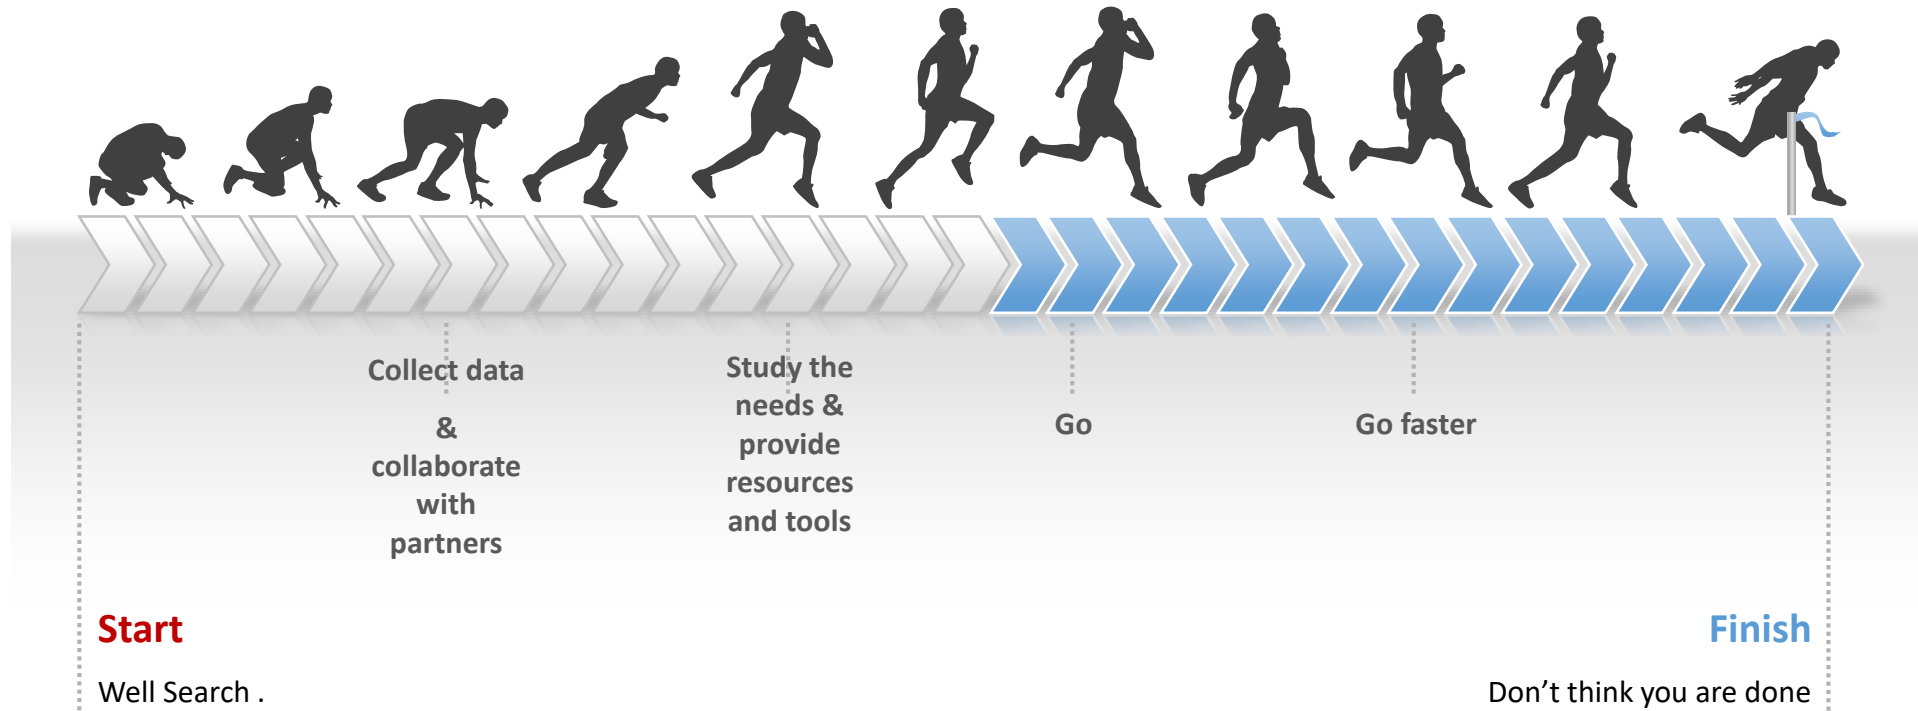 Collect data
&
collaborate
with
partners
Study the
needs &
provide
resources
and tools
Go
Go faster
Start
Well Search .
Finish
Don’t think you are done